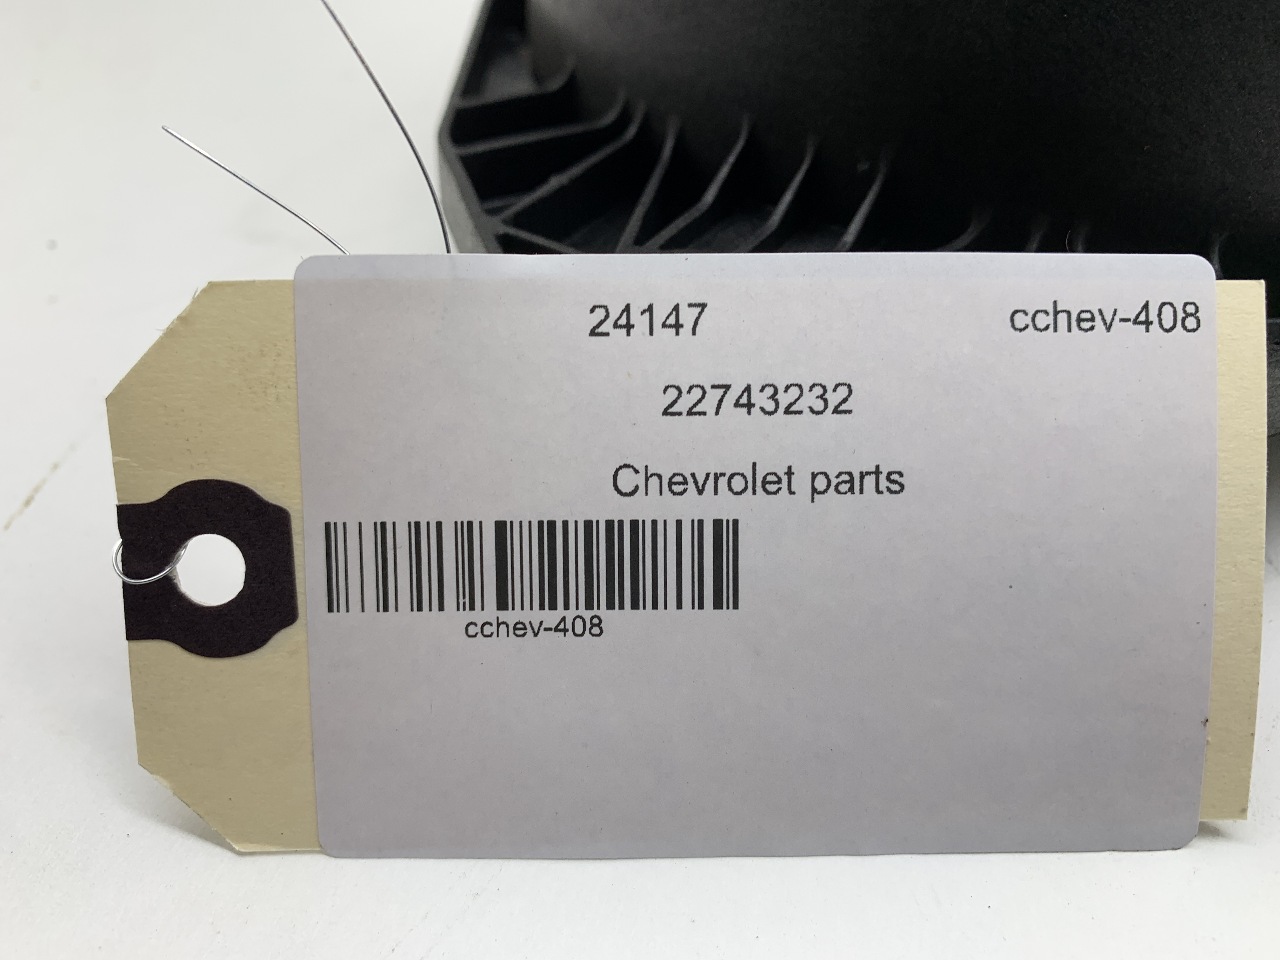 24147 cchev-408
22743232
Chevrolet parts
cchev-408